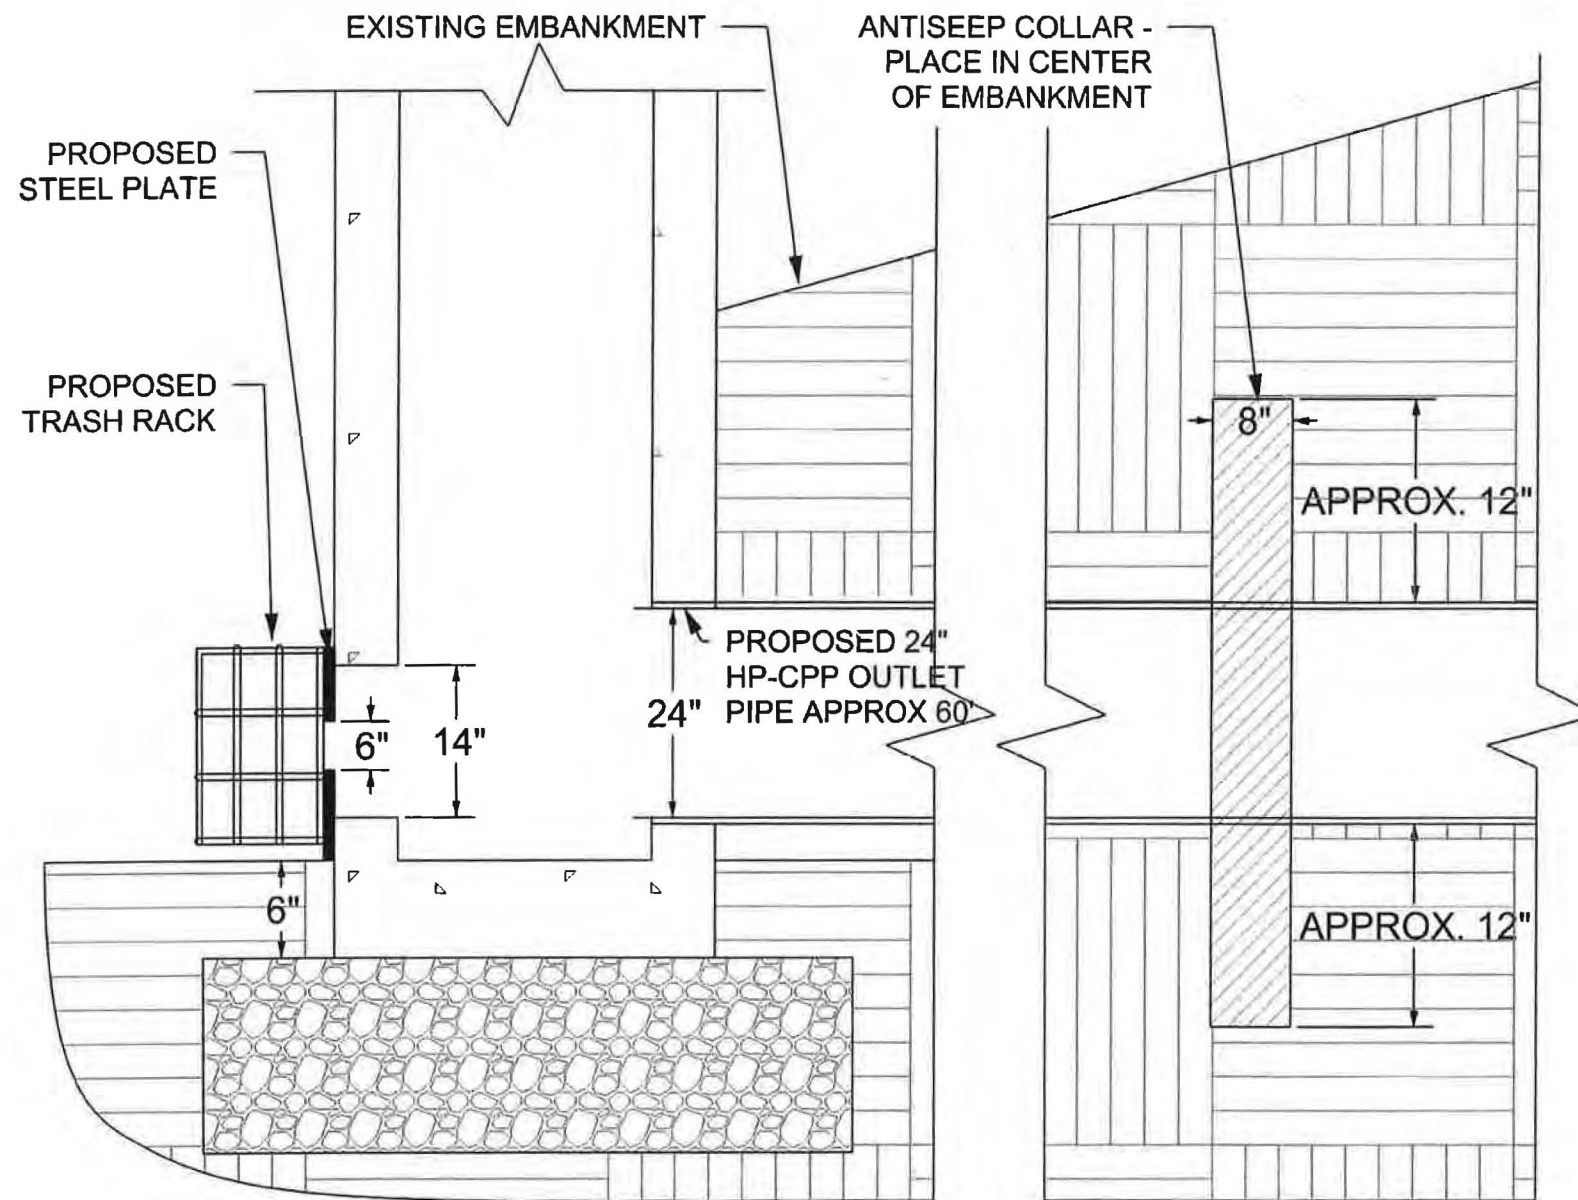 EXISTING EMBANKMENT
ANTISEEP COLLAR -
PLACE IN CENTER
OF EMBANKMENT
PROPOSED
STEEL PLATE
PROPOSED
TRASH RACK
8"
APPROX. 12"
PROPOSED 24"
HP-CPP OUTLET
PIPE APPROX 60'
24"
14"
6"
6"
APPROX. 12"